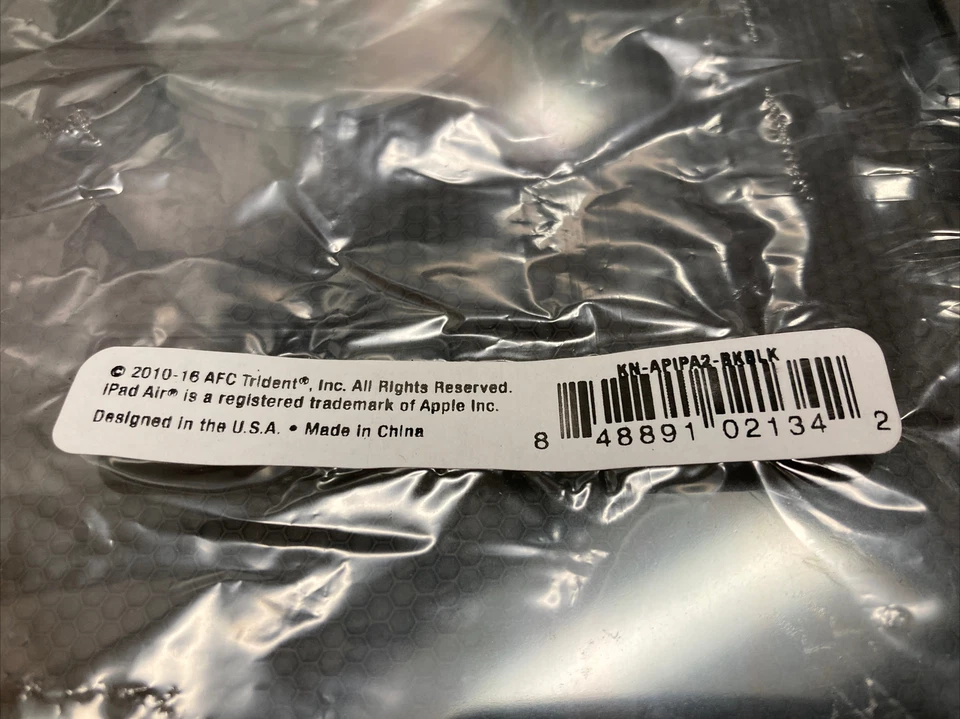 © 2010-16 AFC Trident®, Inc. All Rights Reserved.
iPad Air® is a registered trademark of Apple Inc.
Designed in the U.S.A. • Made in China
KN-APIPA2-BKBLK
8 48891 02134 2